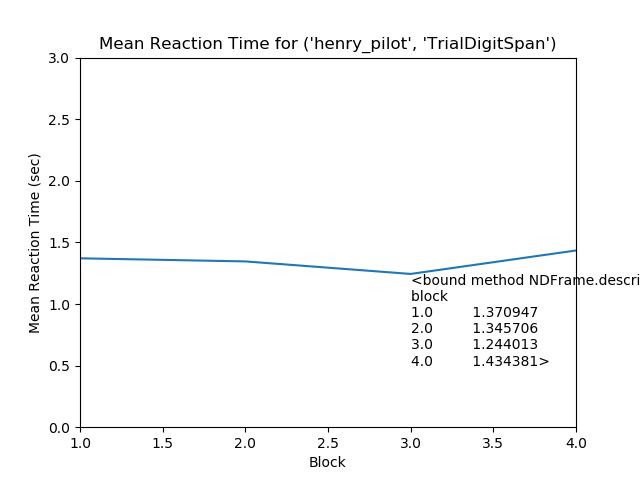 Mean Reaction Time for ('henry_pilot', 'TrialDigitSpan')
3.0
2.5
2.0
1.5
1.0
0.5
0.0
Mean Reaction Time (sec)
<bound method NDFrame.descri
block
1.0 1.370947
2.0 1.345706
3.0 1.244013
4.0 1.434381>
1.0 1.5 2.0 2.5 3.0 3.5 4.0
Block